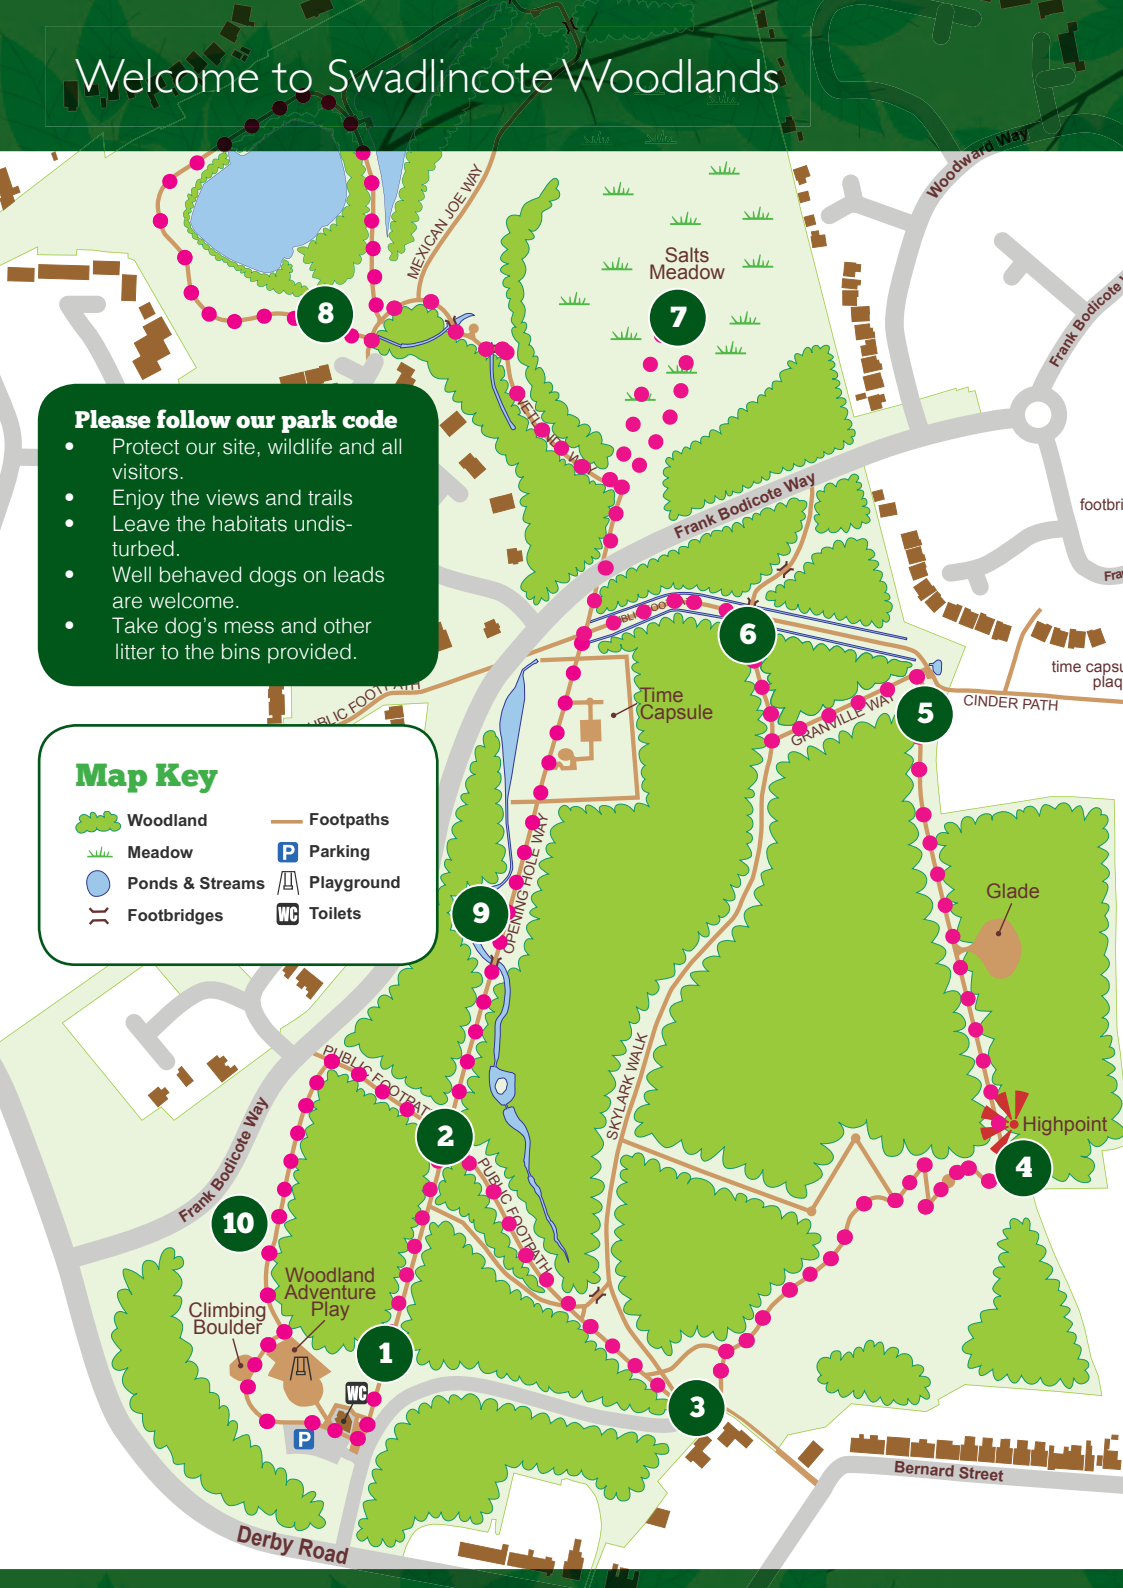 Welcome to Swadlincote Woodlands
Woodward Way
MEXICAN JOE WAY
Salts
Meadow
8
7
Frank Bodicote
Please follow our park code
• Protect our site, wildlife and all
visitors.
• Enjoy the views and trails
• Leave the habitats undis-
turbed.
• Well behaved dogs on leads
are welcome.
• Take dog's mess and other
litter to the bins provided.
Frank Bodicote Way
6
PUBLIC FOOTPATH
Time
Capsule
GRANVILLE WAY
5
CINDER PATH
Map Key
Woodland
Footpaths
Meadow
P Parking
Ponds & Streams
Playground
Footbridges
WC Toilets
OPENING HOLE WAY
9
Glade
SKYLARK WALK
PUBLIC FOOTPATH
2
Highpoint
4
PUBLIC FOOTPATH
Frank Bodicote Way
10
Woodland
Adventure
Play
Climbing
Boulder
1
WC
P
3
Bernard Street
Derby Road